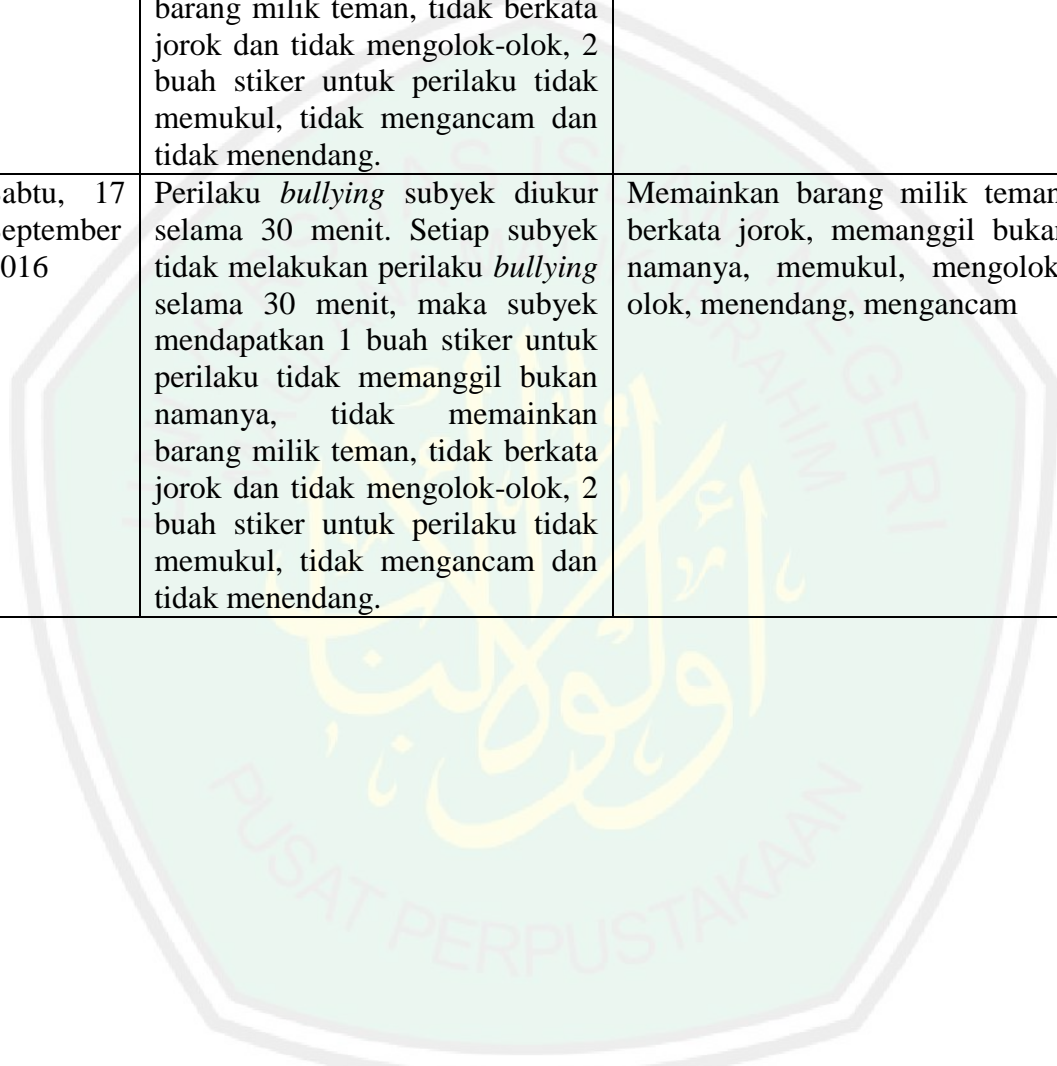 barang milik teman, tidak berkata
jorok dan tidak mengolok-olok, 2
buah stiker untuk perilaku tidak
memukul, tidak mengancam dan
tidak menendang.
abtu, 17
eptember
016
Perilaku bullying subyek diukur
selama 30 menit. Setiap subyek
tidak melakukan perilaku bullying
selama 30 menit, maka subyek
mendapatkan 1 buah stiker untuk
perilaku tidak memanggil bukan
namanya, tidak memainkan
barang milik teman, tidak berkata
jorok dan tidak mengolok-olok, 2
buah stiker untuk perilaku tidak
memukul, tidak mengancam dan
tidak menendang.
Memainkan barang milik teman
berkata jorok, memanggil bukan
namanya, memukul, mengolok-
olok, menendang, mengancam
PUSAT PERPUSTAKAAN